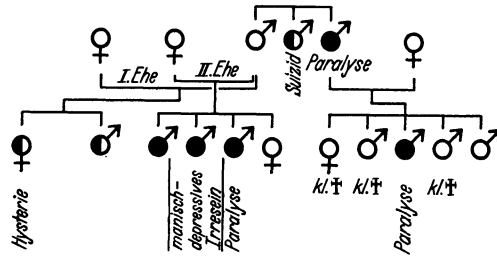 I. Ehe
II. Ehe
Suizid
Paralyse
Hysterie
manisch-
depressives
Irresein
Paralyse
kl. ✝
kl. ✝
Paralyse
kl. ✝